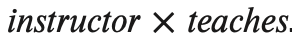 instructor × teaches.